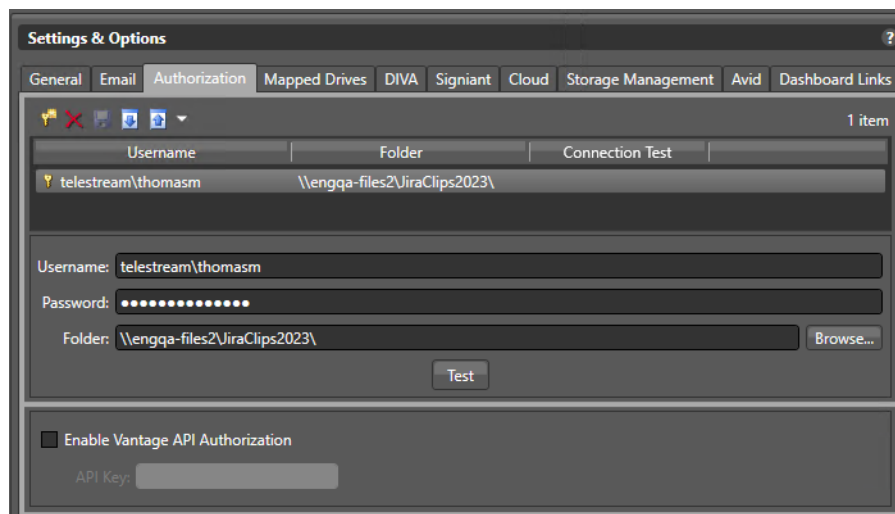 Settings & Options
?
General Email Authorization Mapped Drives DIVA Signiant Cloud Storage Management Avid Dashboard Links
1 item
Username Folder Connection Test
telestream\thomasm \\engqa-files2\JiraClips2023\
Username: telestream\thomasm
Password: ●●●●●●●●●●●●●●
Folder: \\engqa-files2\JiraClips2023\ Browse...
Test
Enable Vantage API Authorization
API Key: